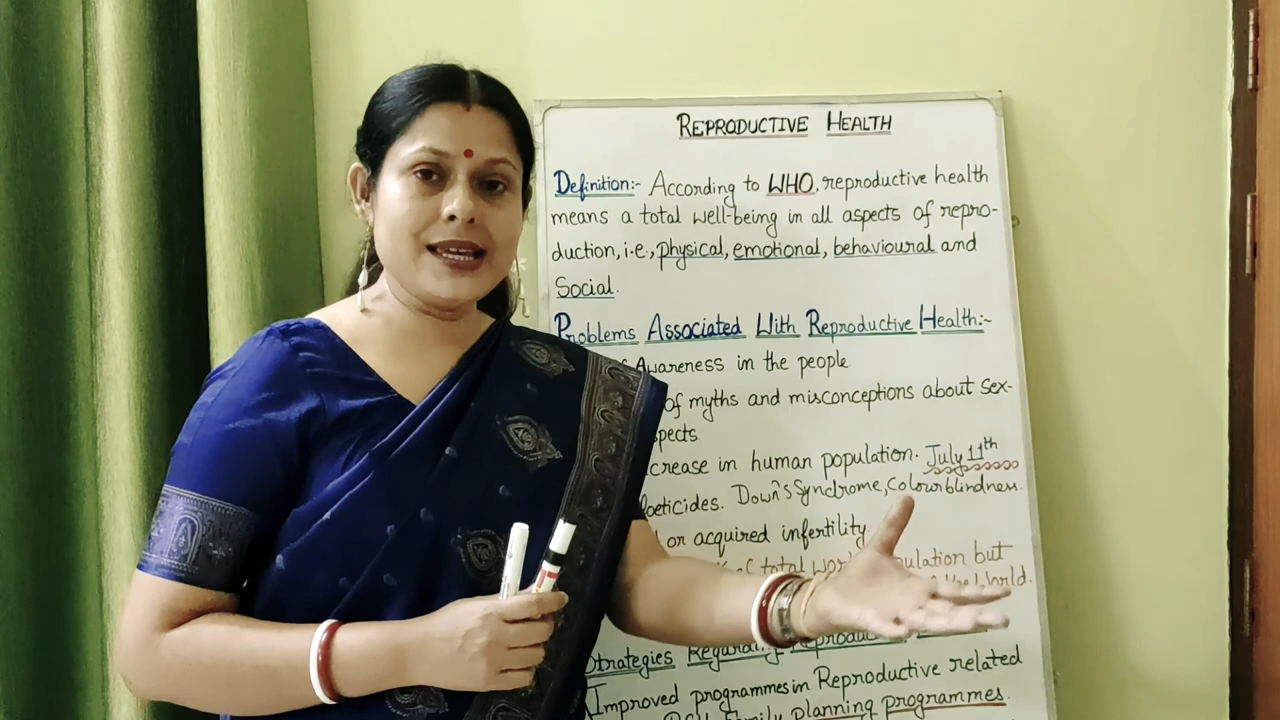 REPRODUCTIVE HEALTH
Definition:- According to WHO, reproductive health
means a total well-being in all aspects of repro-
duction, i.e., physical, emotional, behavioural and
Social.
Problems Associated With Reproductive Health:-
Awareness in the people
of myths and misconceptions about sex-
spects
crease in human population. July 11th
foeticides. Down's Syndrome, Colourblindness.
or acquired infertility.
of total world population but
of the World.
Strategies Regarding Reproductive
Improved programmes in Reproductive related
Family planning programmes.